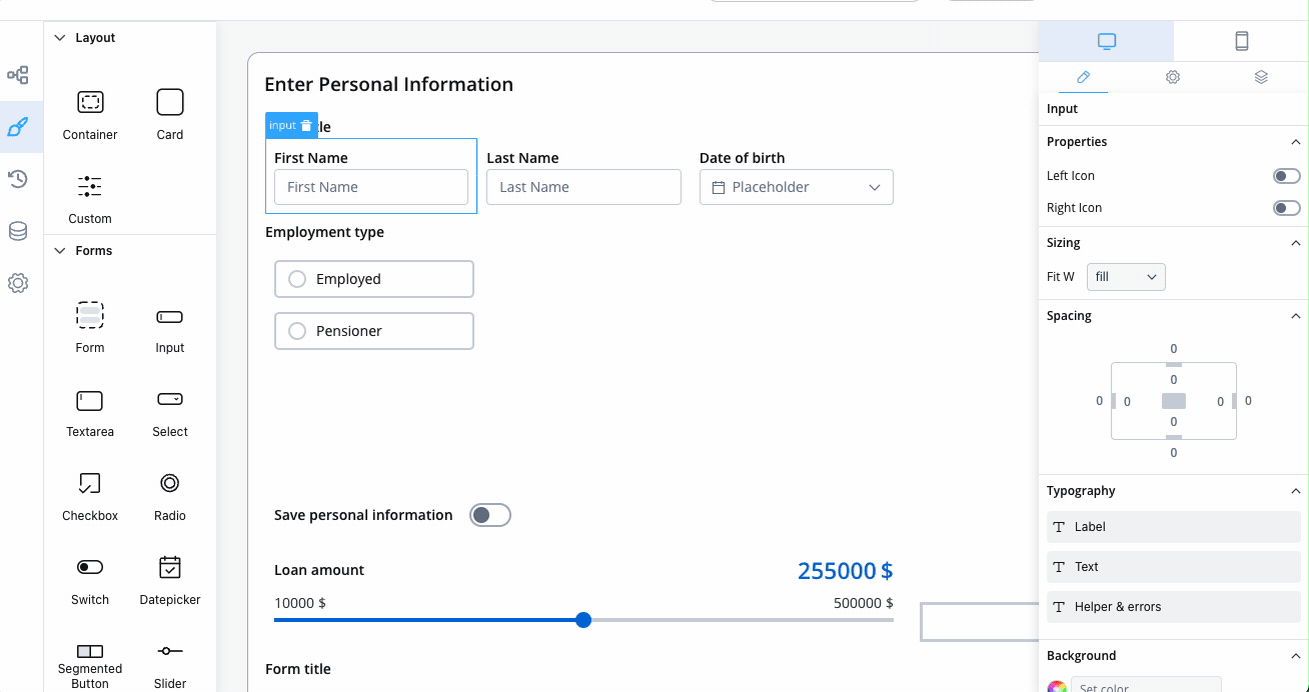 Layout
Container
Card
Custom
Forms
Form
Input
Textarea
Select
Checkbox
Radio
Switch
Datepicker
Segmented
Button
Slider
Enter Personal Information
input
First Name
First Name
Last Name
Last Name
Date of birth
Placeholder
Employment type
Employed
Pensioner
Save personal information
Loan amount
255000 $
10000 $
500000 $
Form title
Input
Properties
Left Icon
Right Icon
Sizing
Fit W
fill
Spacing
0
0
0 0 0 0
0
0
Typography
Label
Text
Helper & errors
Background
Set color